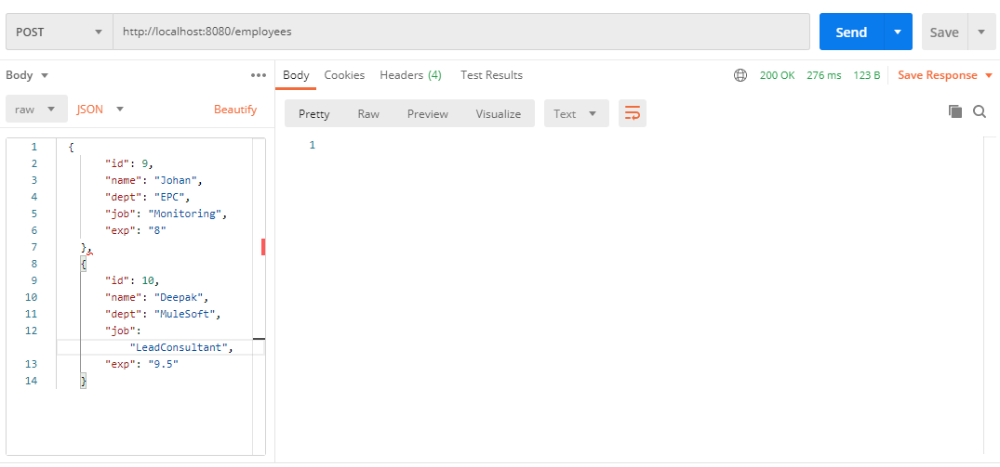 POST http://localhost:8080/employees Send Save
Body Body Cookies Headers (4) Test Results 200 OK 276 ms 123 B Save Response
raw JSON Beautify Pretty Raw Preview Visualize Text
1 { 1
2 "id": 9,
3 "name": "Johan",
4 "dept": "EPC",
5 "job": "Monitoring",
6 "exp": "8"
7 },
8 {
9 "id": 10,
10 "name": "Deepak",
11 "dept": "MuleSoft",
12 "job":
"LeadConsultant",
13 "exp": "9.5"
14 }